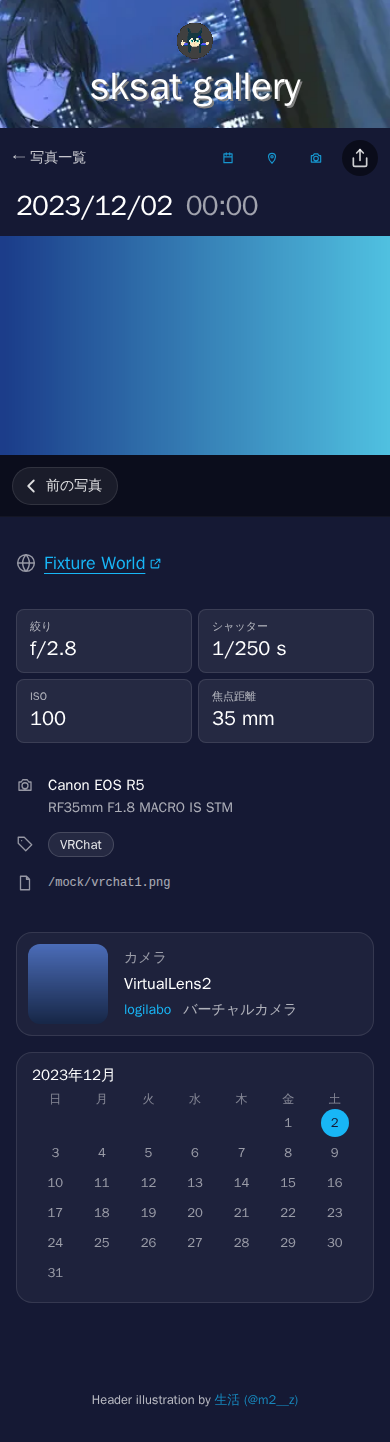 sksat gallery
← 写真一覧
2023/12/02 00:00
前の写真
Fixture World
絞り
f/2.8
シャッター
1/250 s
ISO
100
焦点距離
35 mm
Canon EOS R5
RF35mm F1.8 MACRO IS STM
VRChat
/mock/vrchat1.png
カメラ
VirtualLens2
logilabo バーチャルカメラ
2023年12月
日 月 火 水 木 金 土
1 2
3 4 5 6 7 8 9
10 11 12 13 14 15 16
17 18 19 20 21 22 23
24 25 26 27 28 29 30
31
Header illustration by 生活 (@m2__z)